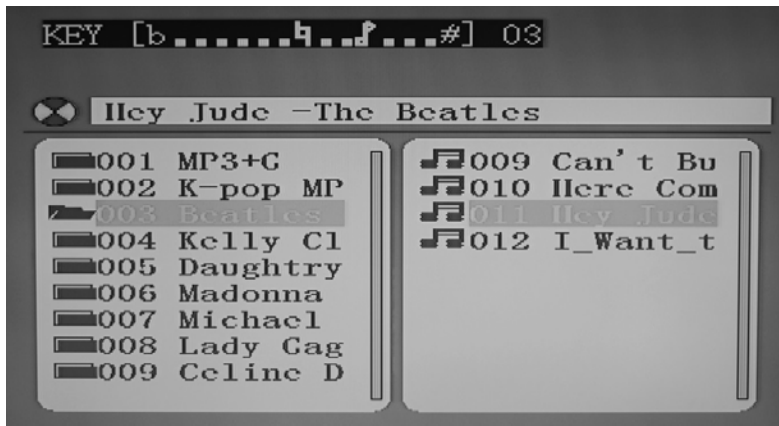 KEY [b......♮..♪...#] 03
Hey Jude -The Beatles
001 MP3+G
002 K-pop MP
003 Beatles
004 Kelly Cl
005 Daughtry
006 Madonna
007 Michael
008 Lady Gag
009 Celine D
009 Can't Bu
010 Here Com
011 Hey Jude
012 I_Want_t